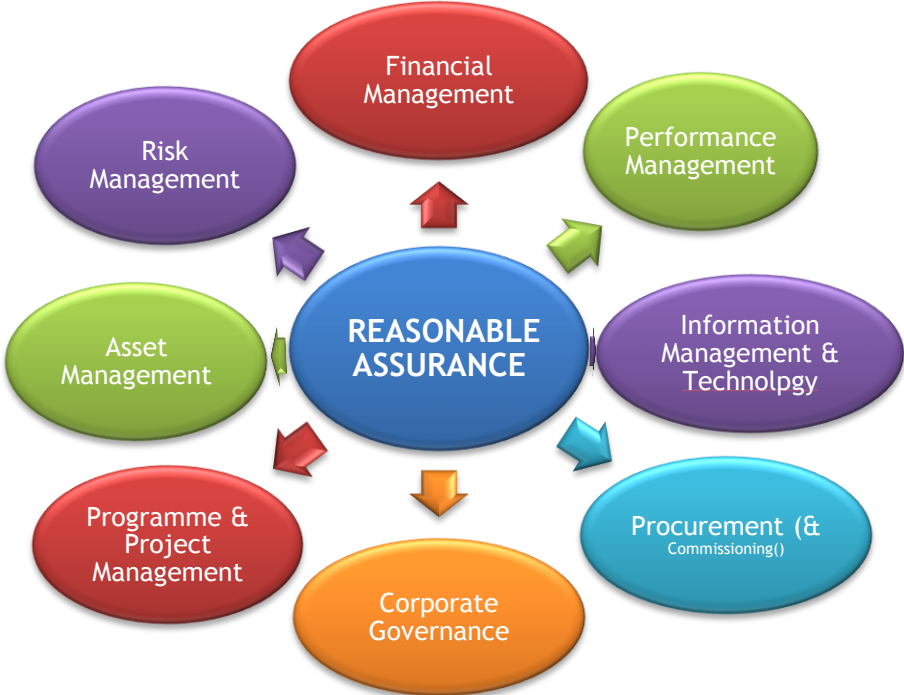 Financial
Management
Performance
Management
Risk
Management
REASONABLE
ASSURANCE
Information
Management &
Technolpgy
Asset
Management
Procurement (&
Commissioning()
Programme &
Project
Management
Corporate
Governance